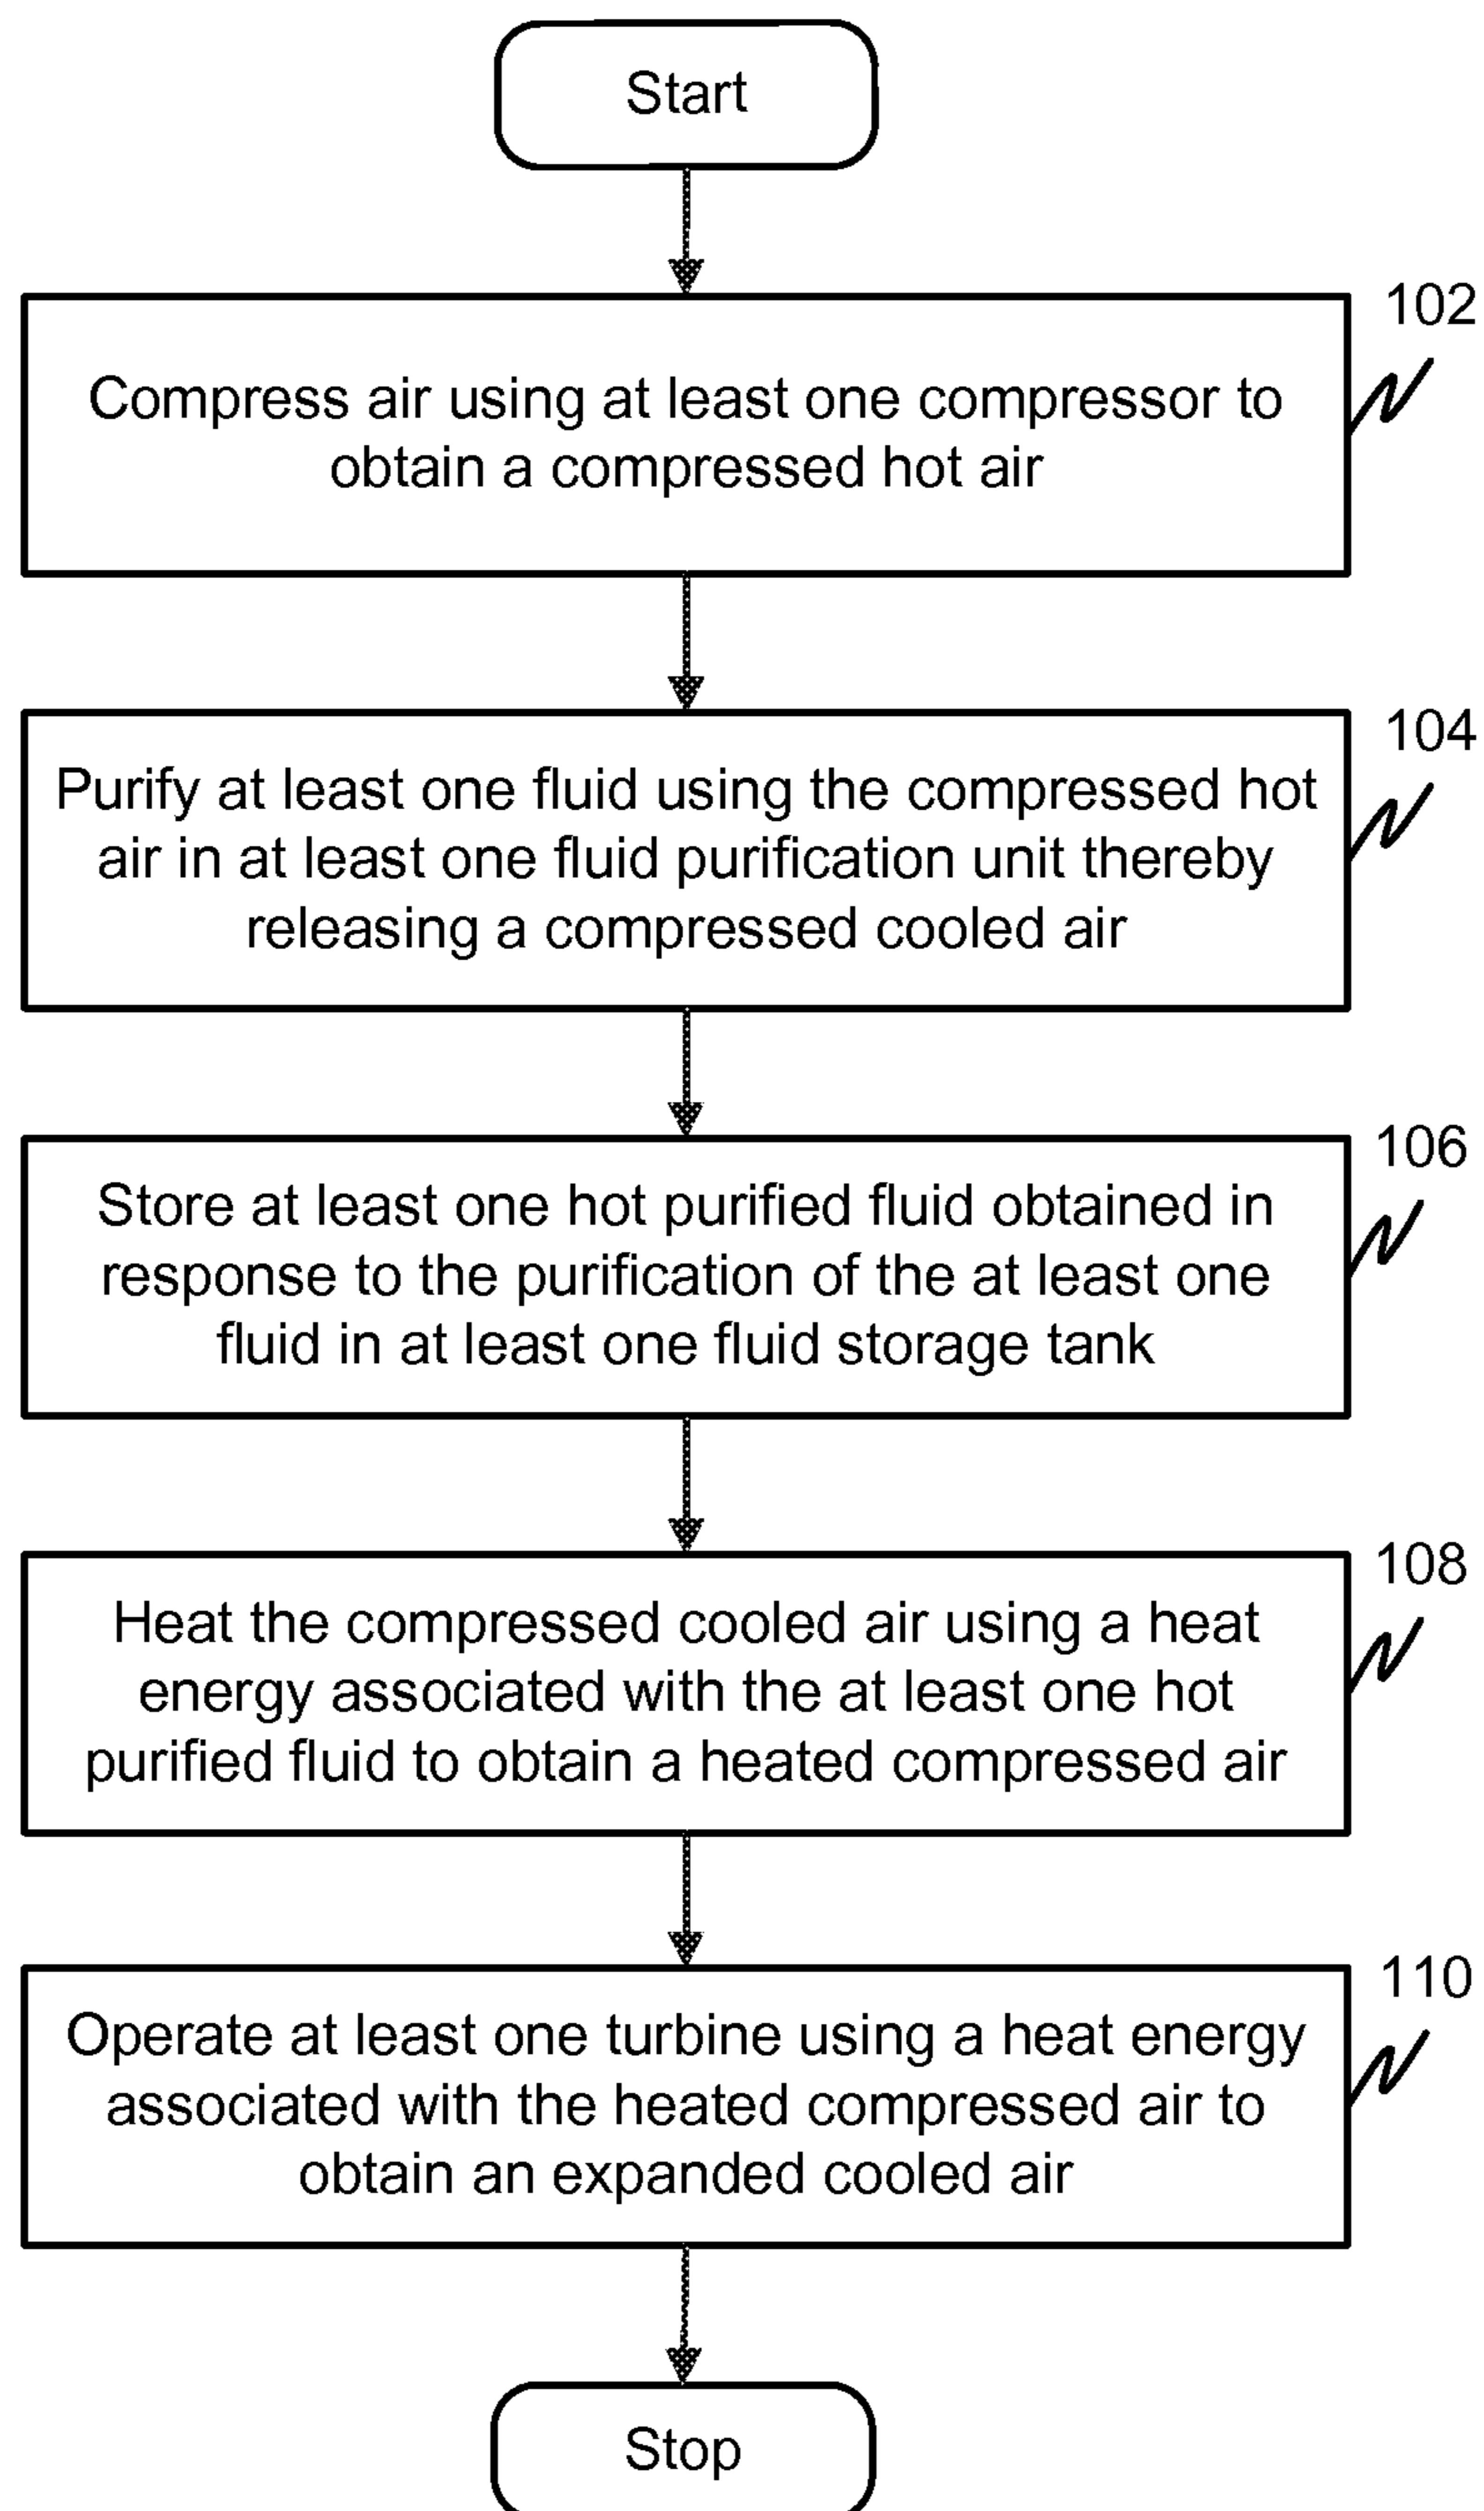 Start
102
Compress air using at least one compressor to
obtain a compressed hot air
104
Purify at least one fluid using the compressed hot
air in at least one fluid purification unit thereby
releasing a compressed cooled air
106
Store at least one hot purified fluid obtained in
response to the purification of the at least one
fluid in at least one fluid storage tank
108
Heat the compressed cooled air using a heat
energy associated with the at least one hot
purified fluid to obtain a heated compressed air
110
Operate at least one turbine using a heat energy
associated with the heated compressed air to
obtain an expanded cooled air
Stop